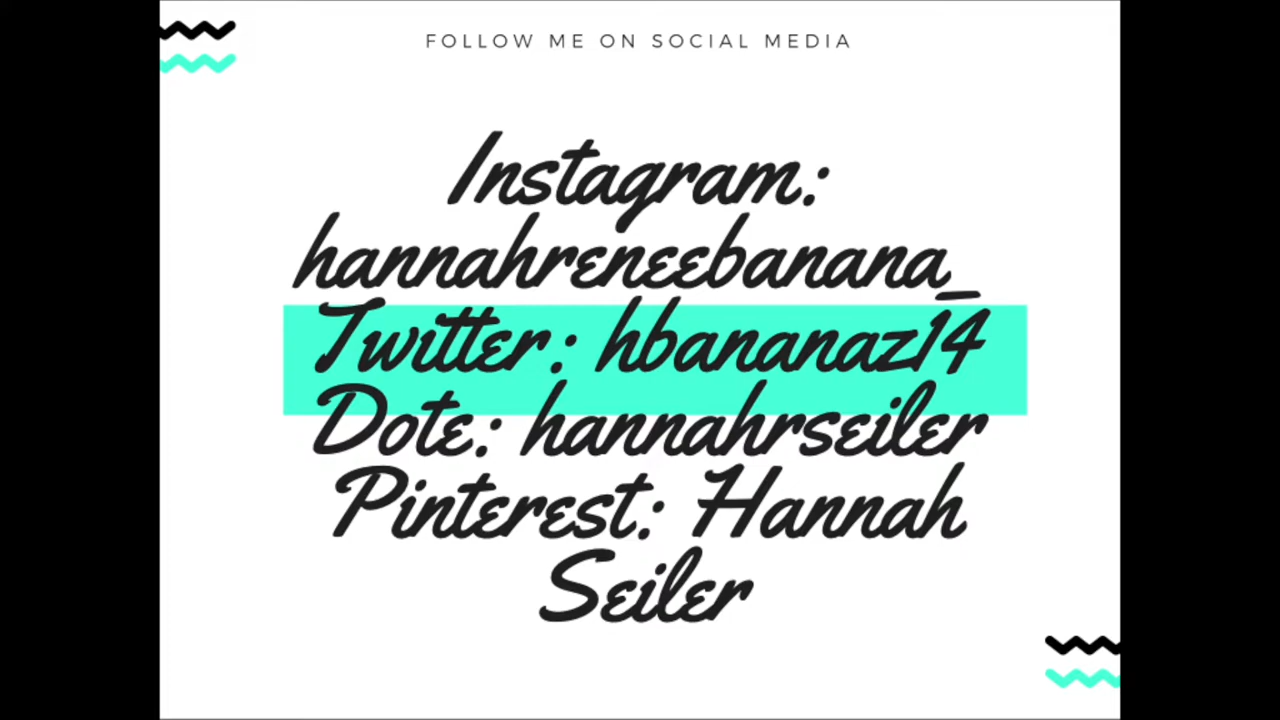 FOLLOW ME ON SOCIAL MEDIA
Instagram:
hannahreneebanana_
Twitter: hbananaz14
Dote: hannahrseiler
Pinterest: Hannah
Seiler